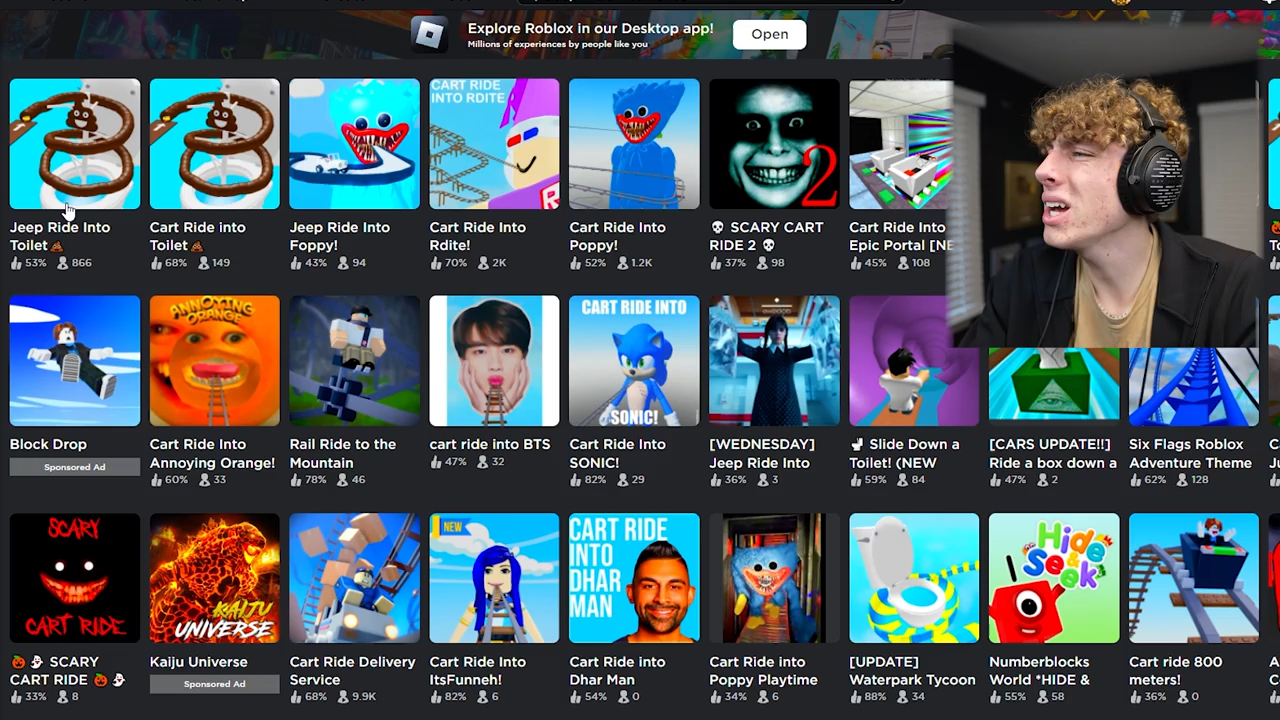 Explore Roblox in our Desktop app!
Millions of experiences by people like you
Open
CART RIDE
INTO RDITE
R
2
Jeep Ride Into
Toilet💩
53% 866
Cart Ride into
Toilet💩
68% 149
Jeep Ride Into
Foppy!
43% 94
Cart Ride Into
Rdite!
70% 2K
Cart Ride Into
Poppy!
52% 1.2K
💀 SCARY CART
RIDE 2 💀
37% 98
Cart Ride Into
Epic Portal [NE
45% 108
ANNOYING
ORANGE
CART RIDE INTO
SONIC!
Block Drop
Sponsored Ad
Cart Ride Into
Annoying Orange!
60% 33
Rail Ride to the
Mountain
78% 46
cart ride into BTS
47% 32
Cart Ride Into
SONIC!
82% 29
[WEDNESDAY]
Jeep Ride Into
36% 3
🚽 Slide Down a
Toilet! (NEW
59% 84
[CARS UPDATE!!]
Ride a box down a
47% 2
Six Flags Roblox
Adventure Theme
62% 128
SCARY
CART RIDE
KAIJU
UNIVERSE
NEW
CART RIDE
INTO
DHAR
MAN
Hide
&
Seek
🎃 👻 SCARY
CART RIDE 🎃 👻
33% 8
Kaiju Universe
Sponsored Ad
Cart Ride Delivery
Service
68% 9.9K
Cart Ride Into
ItsFunneh!
82% 6
Cart Ride into
Dhar Man
54% 0
Cart Ride into
Poppy Playtime
34% 6
[UPDATE]
Waterpark Tycoon
88% 34
Numberblocks
World *HIDE &
55% 58
Cart ride 800
meters!
36% 0